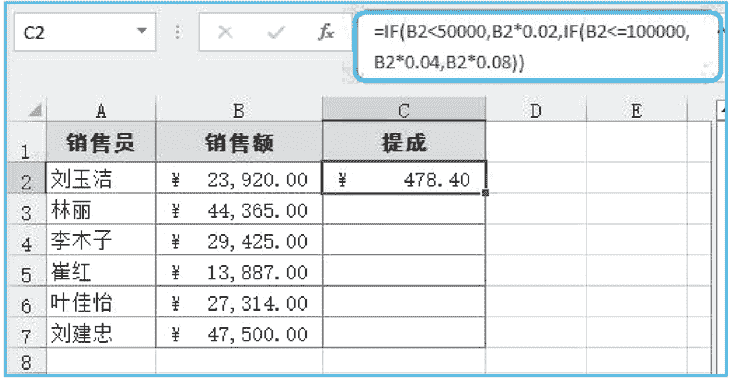 C2
fx
=IF(B2<50000,B2*0.02,IF(B2<=100000,
B2*0.04,B2*0.08))
A B C D E
1 销售员 销售额 提成
2 刘玉洁 ¥ 23,920.00 ¥ 478.40
3 林丽 ¥ 44,365.00
4 李木子 ¥ 29,425.00
5 崔红 ¥ 13,887.00
6 叶佳怡 ¥ 27,314.00
7 刘建忠 ¥ 47,500.00
8